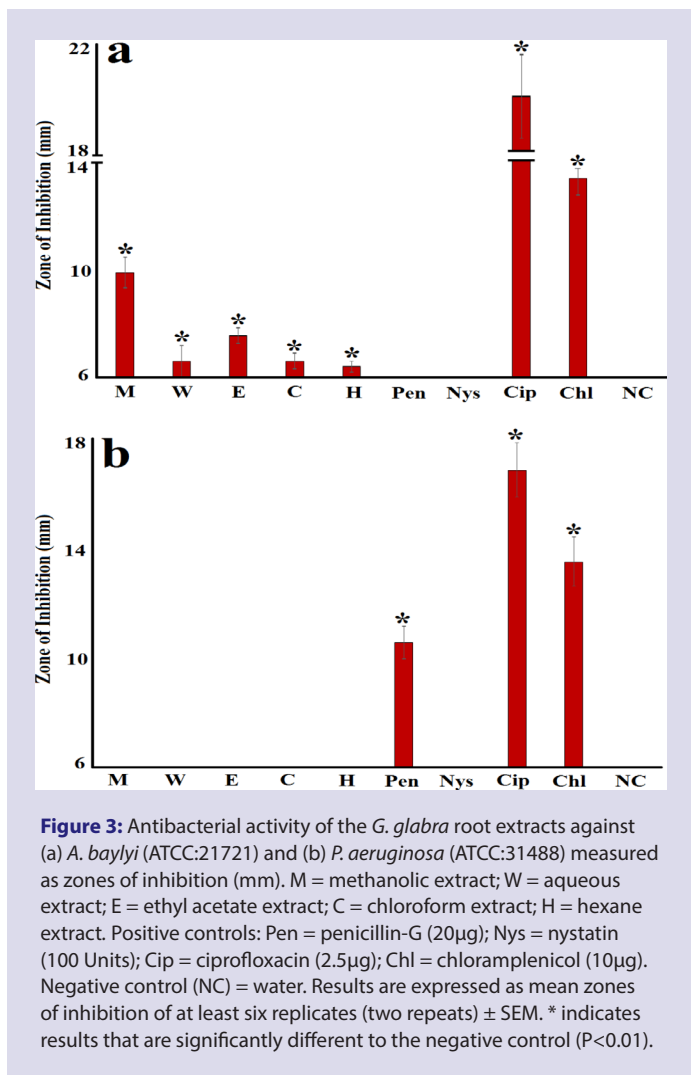 a
22
18
14
10
6
Zone of Inhibition (mm)
* * * * * * *
M W E C H Pen Nys Cip Chl NC
b
18
14
10
6
Zone of Inhibition (mm)
* * *
M W E C H Pen Nys Cip Chl NC
Figure 3: Antibacterial activity of the G. glabra root extracts against
(a) A. baylyi (ATCC:21721) and (b) P. aeruginosa (ATCC:31488) measured
as zones of inhibition (mm). M = methanolic extract; W = aqueous
extract; E = ethyl acetate extract; C = chloroform extract; H = hexane
extract. Positive controls: Pen = penicillin-G (20µg); Nys = nystatin
(100 Units); Cip = ciprofloxacin (2.5µg); Chl = chloramplenicol (10µg).
Negative control (NC) = water. Results are expressed as mean zones
of inhibition of at least six replicates (two repeats) ± SEM. * indicates
results that are significantly different to the negative control (P<0.01).